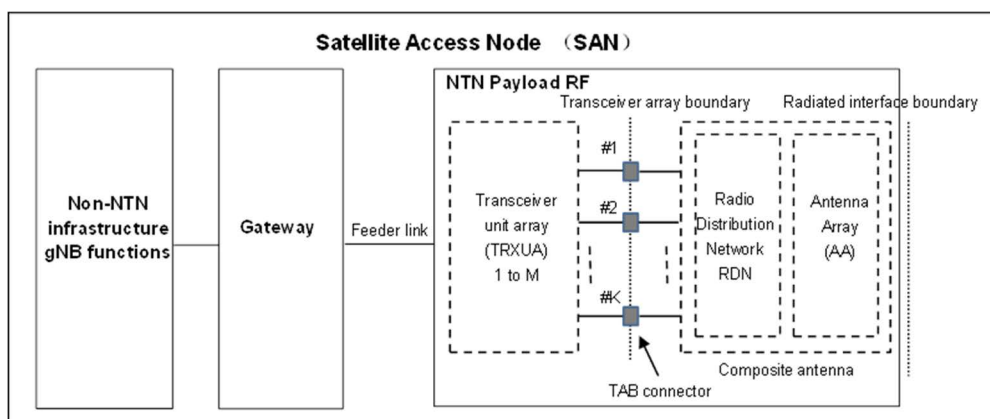 Satellite Access Node （SAN）
NTN Payload RF
Transceiver array boundary
Radiated interface boundary
Non-NTN
infrastructure
gNB functions
Gateway
Feeder link
Transceiver
unit array
(TRXUA)
1 to M
#1
#2
#K
Radio
Distribution
Network
RDN
Antenna
Array
(AA)
Composite antenna
TAB connector